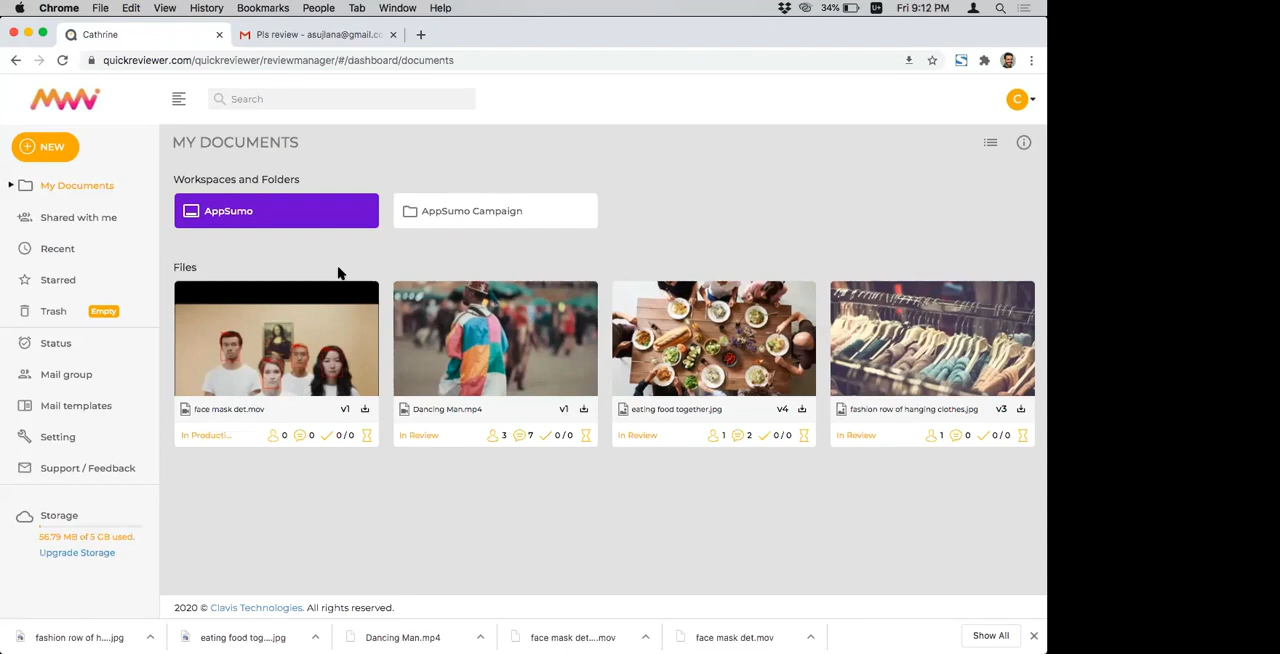 Chrome File Edit View History Bookmarks People Tab Window Help 34% U+ Fri 9:12 PM
Cathrine
Pls review - asujlana@gmail.cc
quickreviewer.com/quickreviewer/reviewmanager/#/dashboard/documents
MWi
Search
C
NEW
My Documents
Shared with me
Recent
Starred
Trash Empty
Status
Mail group
Mail templates
Setting
Support / Feedback
Storage
56.79 MB of 5 GB used.
Upgrade Storage
MY DOCUMENTS
Workspaces and Folders
AppSumo
AppSumo Campaign
Files
face mask det.mov v1
In Producti... 0 0 0 / 0
Dancing Man.mp4 v1
In Review 3 7 0 / 0
eating food together.jpg v4
In Review 1 2 0 / 0
fashion row of hanging clothes.jpg v3
In Review 1 0 0 / 0
2020 © Clavis Technologies. All rights reserved.
fashion row of h....jpg
eating food tog....jpg
Dancing Man.mp4
face mask det....mov
face mask det.mov
Show All